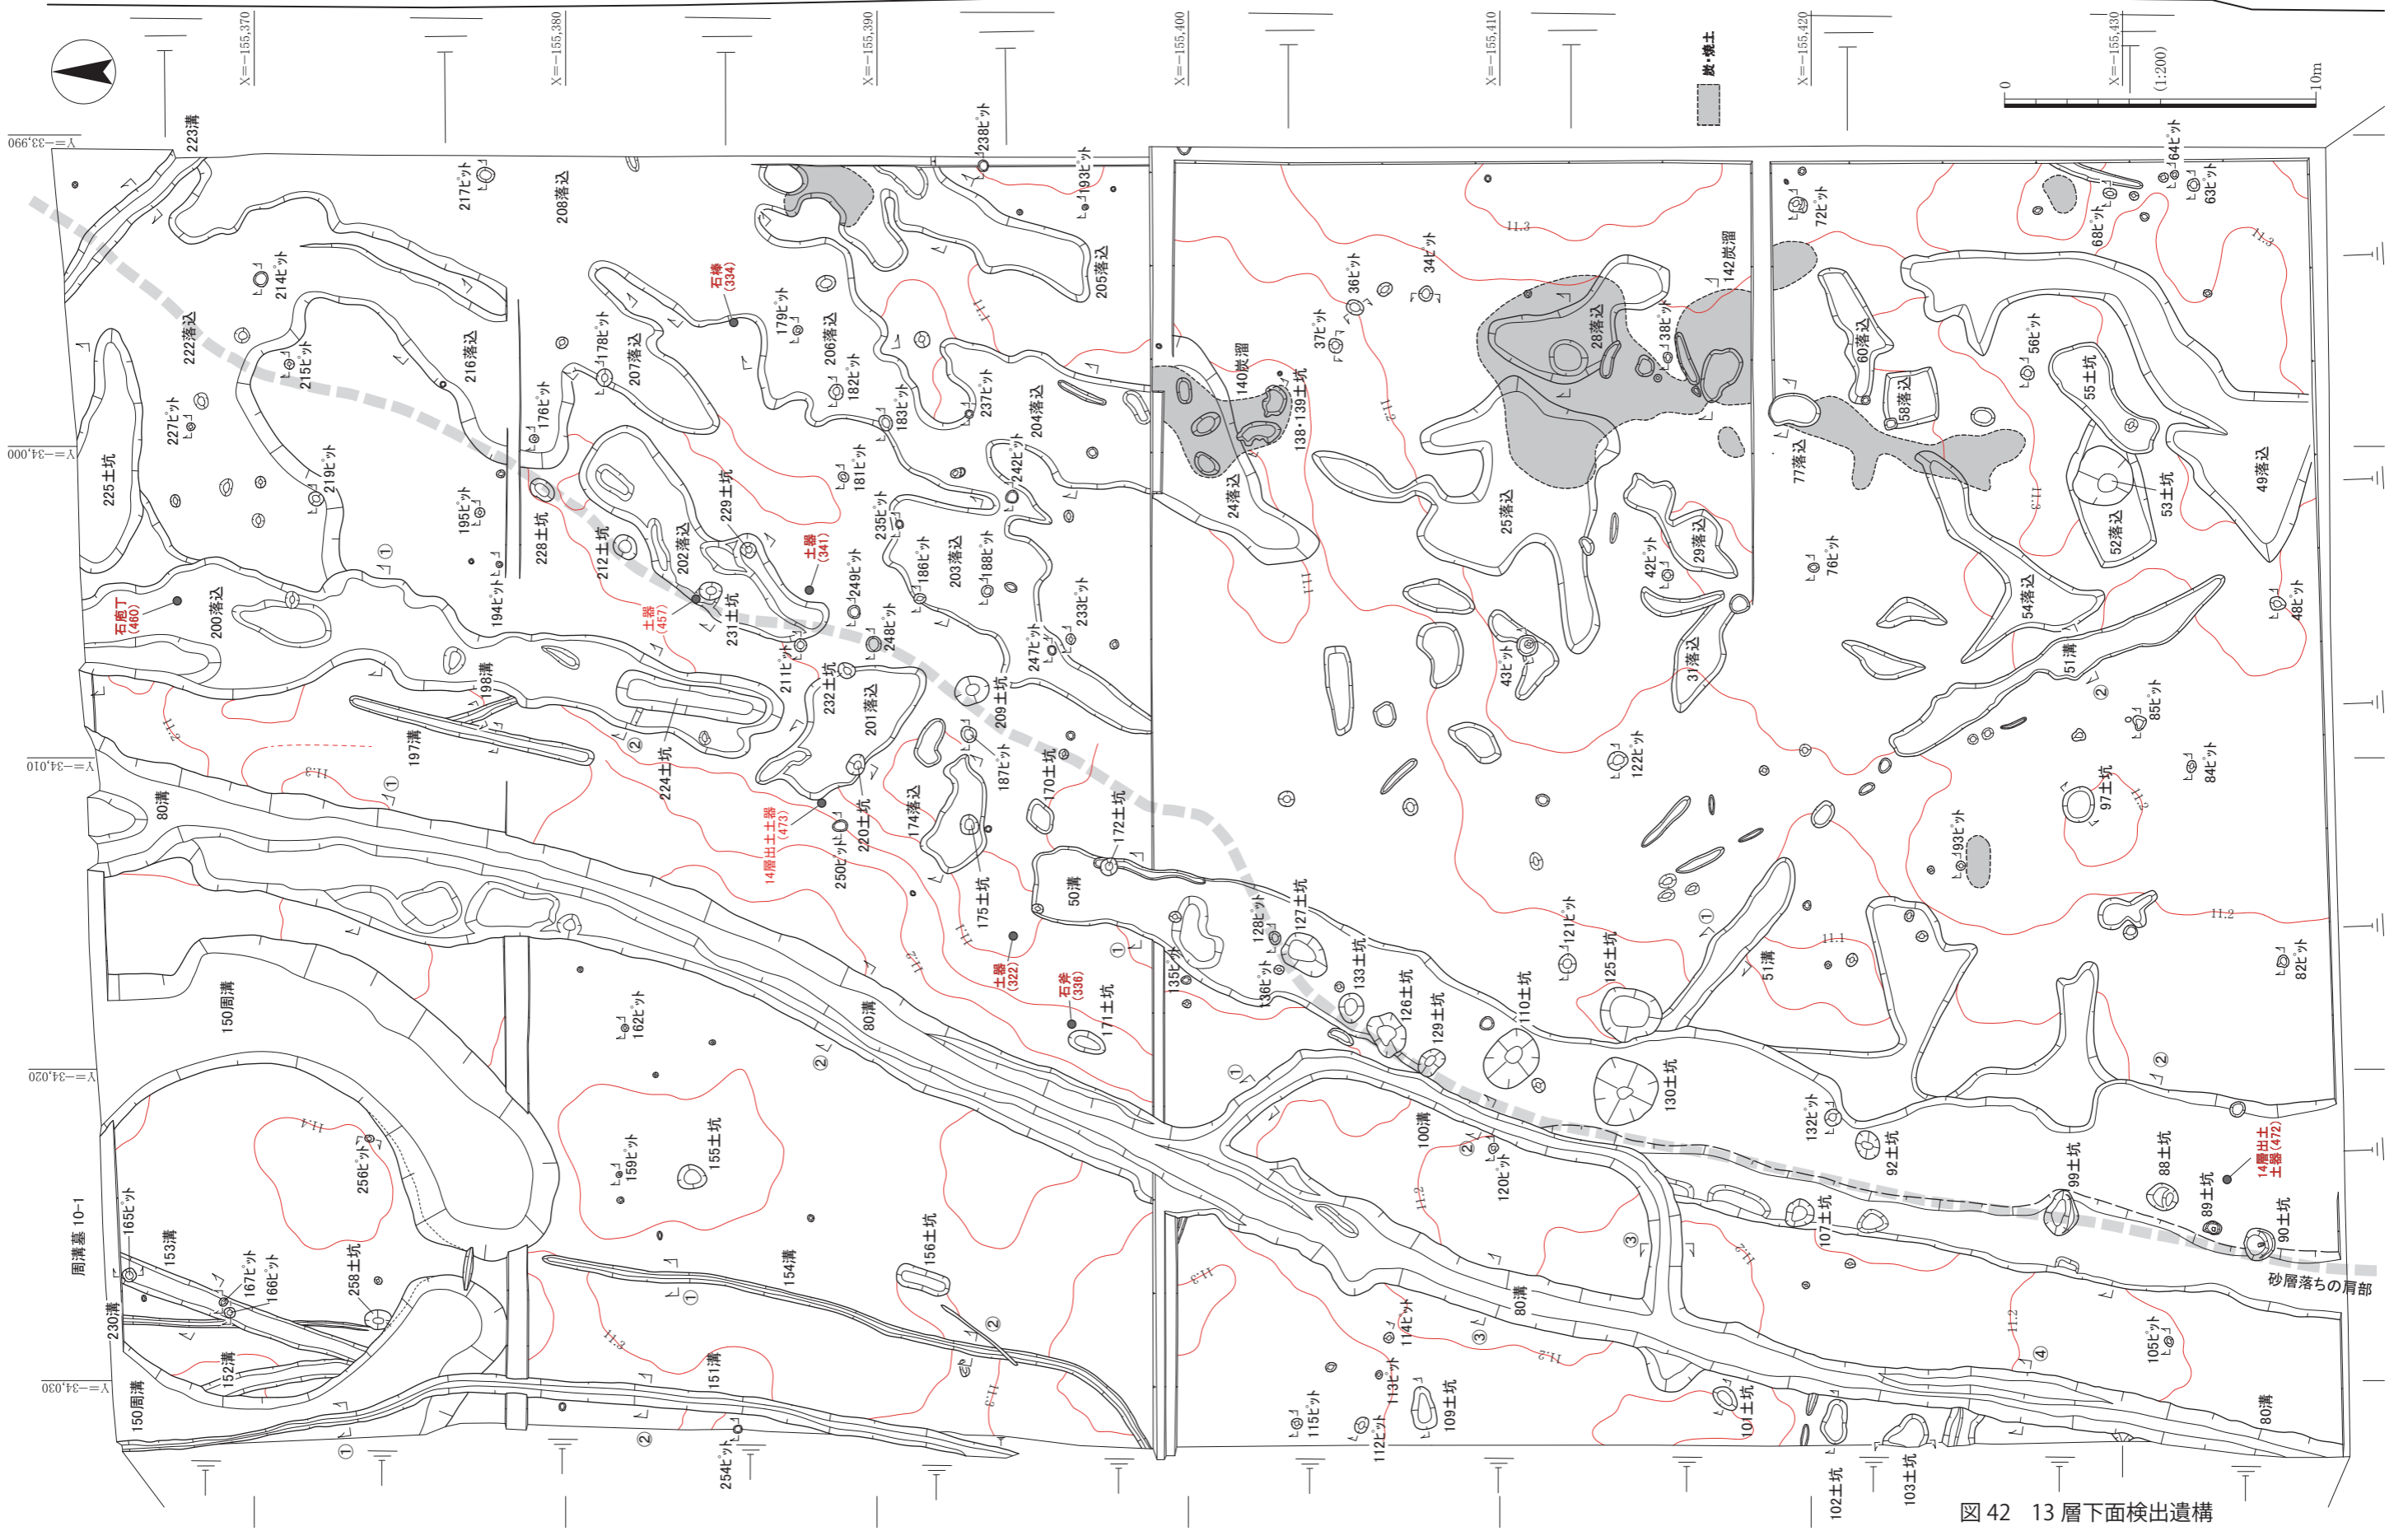 X=-155,370
X=-155,380
X=-155,390
X=-155,400
X=-155,410
X=-155,420
X=-155,430
炭・焼土
0
10m
(1:200)
Y=-33,990
Y=-34,000
Y=-34,010
Y=-34,020
Y=-34,030
223溝
217ピット
208落込
238ピット
193ピット
205落込
214ピット
222落込
215ピット
216落込
227ピット
225土坑
219ピット
195ピット
194ピット
176ピット
178ピット
207落込
石棒
(334)
179ピット
206落込
182ピット
183ピット
237ピット
204落込
242ピット
181ピット
235ピット
186ピット
203落込
188ピット
233ピット
247ピット
228土坑
212土坑
202落込
229土坑
土器
(341)
249ピット
248ピット
土器
(457)
231土坑
211ピット
232土坑
201落込
209土坑
187ピット
170土坑
172土坑
石庖丁
(460)
200落込
198溝
197溝
224土坑
14層出土土器
(473)
250ピット
220土坑
174落込
175土坑
50溝
土器
(322)
石斧
(336)
171土坑
80溝
150周溝
162ピット
80溝
159ピット
155土坑
256ピット
周溝墓 10-1
165ピット
153溝
167ピット
166ピット
258土坑
230溝
152溝
150周溝
154溝
156土坑
151溝
254ピット
140炭溜
138・139土坑
24落込
37ピット
36ピット
34ピット
28落込
38ピット
142炭溜
25落込
29落込
42ピット
43ピット
31落込
122ピット
121ピット
125土坑
128ピット
127土坑
135ピット
136ピット
133土坑
126土坑
129土坑
110土坑
130土坑
100溝
120ピット
80溝
114ピット
113ピット
115ピット
112ピット
109土坑
101土坑
102土坑
103土坑
72ピット
68ピット
64ピット
63ピット
60落込
58落込
56ピット
55土坑
77落込
76ピット
52落込
53土坑
49落込
54落込
48ピット
51溝
85ピット
84ピット
97土坑
93ピット
82ピット
51溝
132ピット
92土坑
107土坑
99土坑
88土坑
89土坑
90土坑
14層出土
土器(472)
砂層落ちの肩部
105ピット
80溝
11.1
11.2
11.3
11.4
①
②
③
④
図 42 13 層下面検出遺構